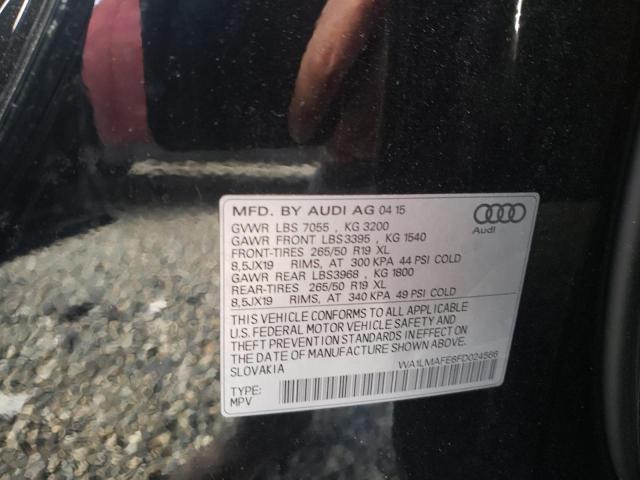 MFD. BY AUDI AG 04 15
GVWR LBS 7055 , KG 3200
GAWR FRONT LBS3395 , KG 1540
FRONT-TIRES 265/50 R19 XL
8,5JX19 RIMS, AT 300 KPA 44 PSI COLD
GAWR REAR LBS3968 , KG 1800
REAR-TIRES 265/50 R19 XL
8,5JX19 RIMS, AT 340 KPA 49 PSI COLD
THIS VEHICLE CONFORMS TO ALL APPLICABLE
U.S. FEDERAL MOTOR VEHICLE SAFETY AND
THEFT PREVENTION STANDARDS IN EFFECT ON
THE DATE OF MANUFACTURE SHOWN ABOVE.
SLOVAKIA
WA1LMAFE6FD024566
TYPE:
MPV
Audi